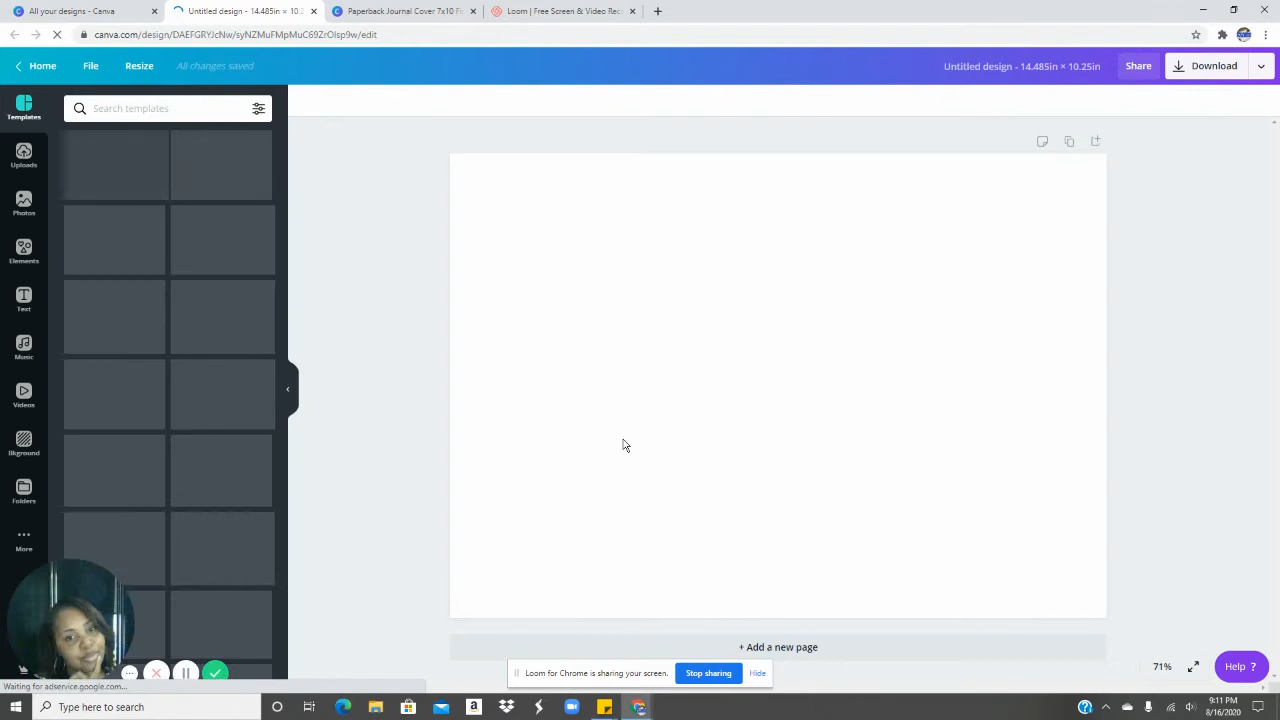 All your designs - Canva
Untitled design - 14.485in × 10.2
Paperback Journal Cover 7x10 Fi
Loom | Free Screen & Video Rec
canva.com/design/DAEFGRYJcNw/syNZMuFMpMuC69ZrOlsp9w/edit
Home
File
Resize
All changes saved
Untitled design - 14.485in × 10.25in
Share
Download
Templates
Search templates
Uploads
Photos
Elements
Text
Music
Videos
Bkground
Folders
More
+ Add a new page
Loom for Chrome is sharing your screen.
Stop sharing
Hide
71%
Help ?
Waiting for adservice.google.com...
Type here to search
9:11 PM
8/16/2020